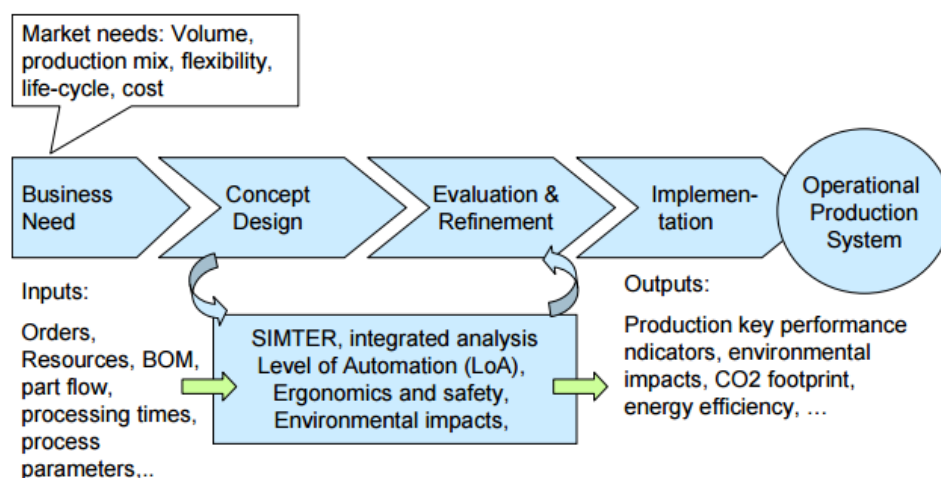 Market needs: Volume,
production mix, flexibility,
life-cycle, cost
Business
Need
Concept
Design
Evaluation &
Refinement
Implemen-
tation
Operational
Production
System
Inputs:
Orders,
Resources, BOM,
part flow,
processing times,
process
parameters,..
SIMTER, integrated analysis
Level of Automation (LoA),
Ergonomics and safety,
Environmental impacts,
Outputs:
Production key performance
ndicators, environmental
impacts, CO2 footprint,
energy efficiency, ...